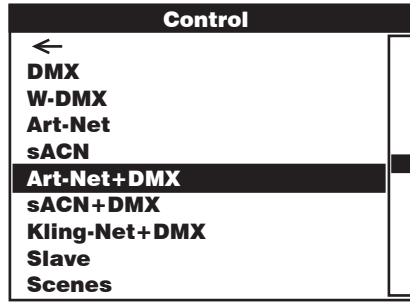 Control
←
DMX
W-DMX
Art-Net
sACN
Art-Net+DMX
sACN+DMX
Kling-Net+DMX
Slave
Scenes